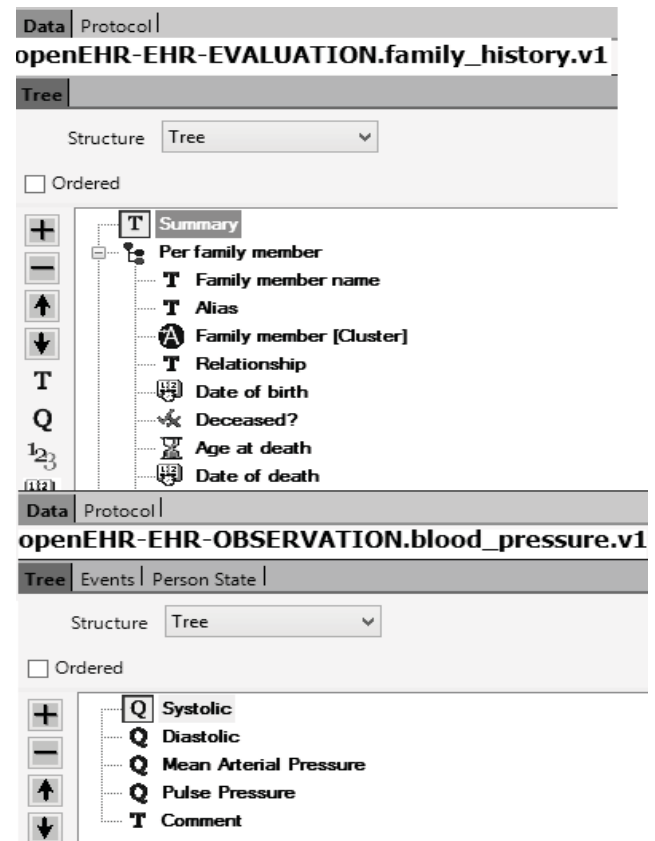 Data Protocol
openEHR-EHR-EVALUATION.family_history.v1
Tree
Structure Tree
Ordered
T Summary
Per family member
T Family member name
T Alias
A Family member [Cluster]
T Relationship
Date of birth
Deceased?
T
Q Age at death
123 Date of death
Data Protocol
openEHR-EHR-OBSERVATION.blood_pressure.v1
Tree Events Person State
Structure Tree
Ordered
Q Systolic
Q Diastolic
Q Mean Arterial Pressure
Q Pulse Pressure
T Comment